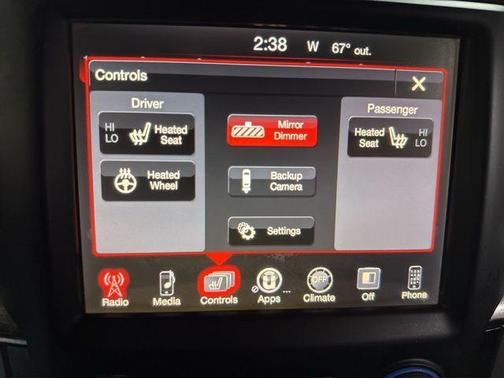 2:38 W 67° out.
Controls
Driver
Passenger
HI
LO
Heated
Seat
Mirror
Dimmer
Heated
Seat
HI
LO
Heated
Wheel
Backup
Camera
Settings
OFF
Radio Media Controls Apps ... Climate Off Phone